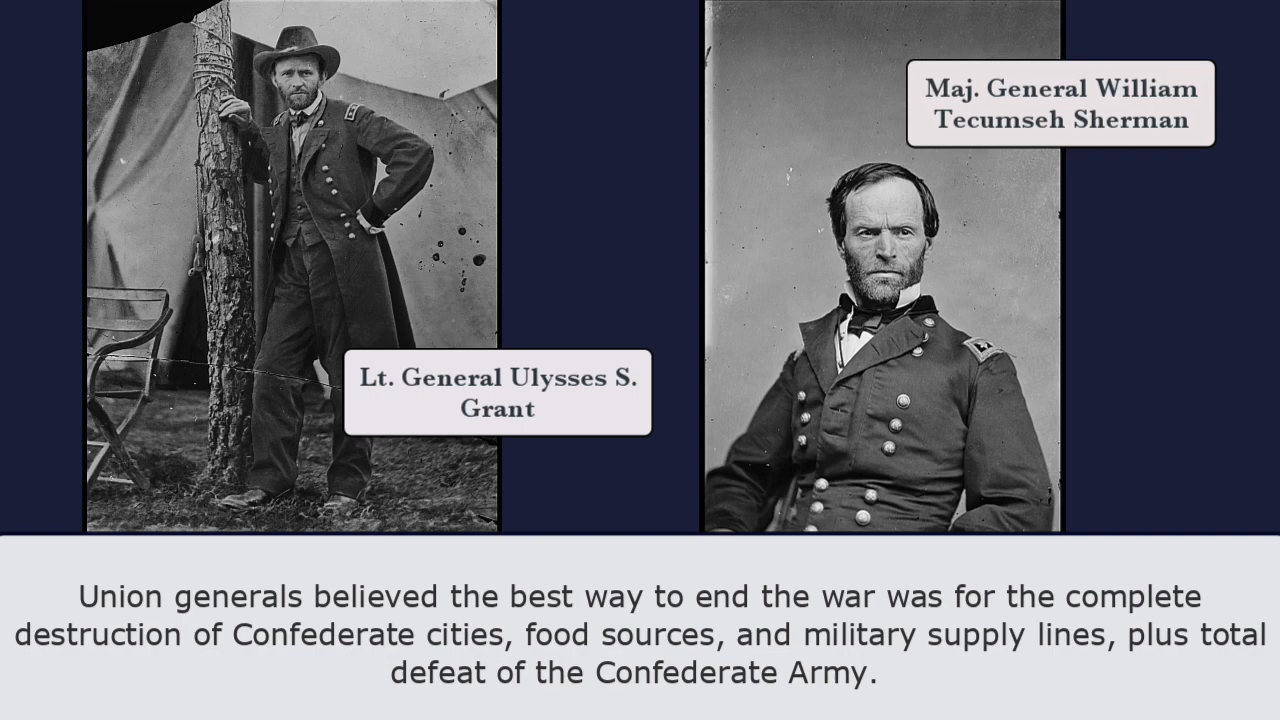 Maj. General William
Tecumseh Sherman
Lt. General Ulysses S.
Grant
Union generals believed the best way to end the war was for the complete
destruction of Confederate cities, food sources, and military supply lines, plus total
defeat of the Confederate Army.